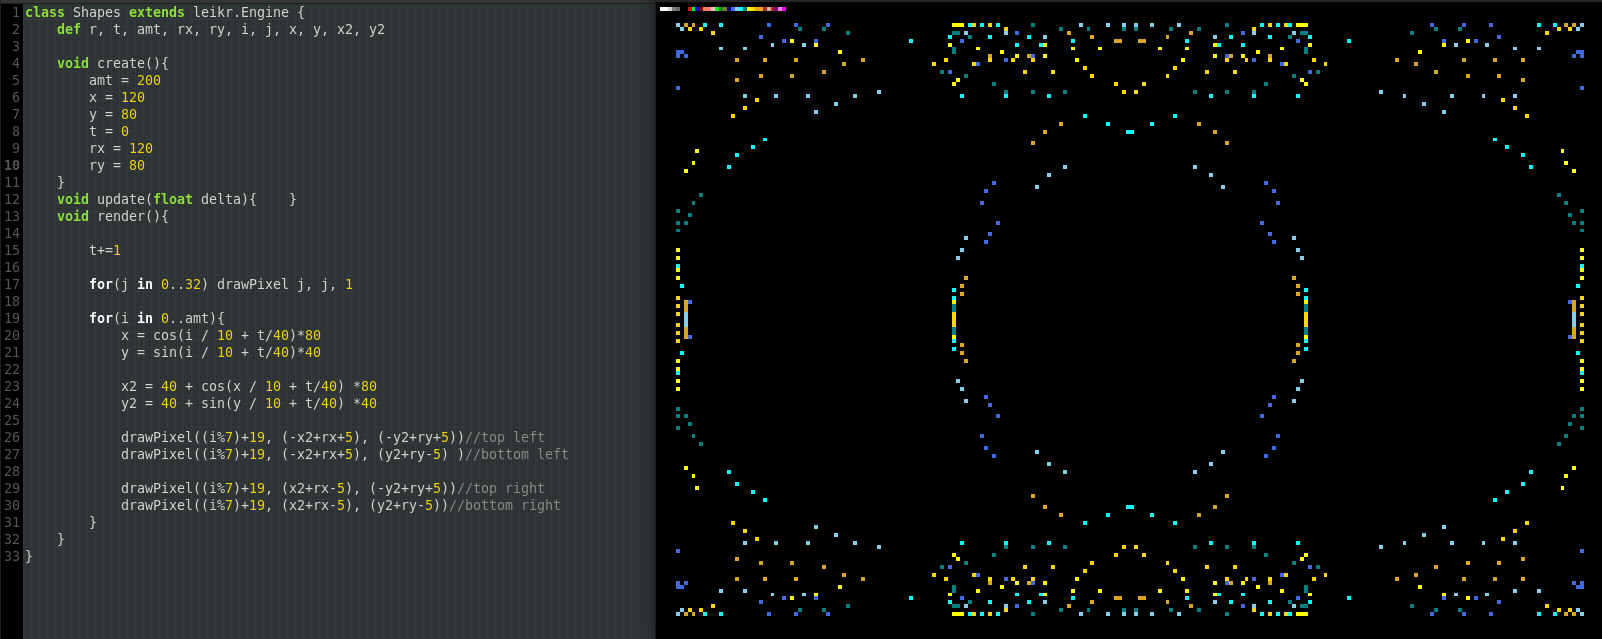 1 class Shapes extends leikr.Engine {
2     def r, t, amt, rx, ry, i, j, x, y, x2, y2
3
4     void create(){
5         amt = 200
6         x = 120
7         y = 80
8         t = 0
9         rx = 120
10         ry = 80
11     }
12     void update(float delta){    }
13     void render(){
14
15         t+=1
16
17         for(j in 0..32) drawPixel j, j, 1
18
19         for(i in 0..amt){
20             x = cos(i / 10 + t/40)*80
21             y = sin(i / 10 + t/40)*40
22
23             x2 = 40 + cos(x / 10 + t/40) *80
24             y2 = 40 + sin(y / 10 + t/40) *40
25
26             drawPixel((i%7)+19, (-x2+rx+5), (-y2+ry+5))//top left
27             drawPixel((i%7)+19, (-x2+rx+5), (y2+ry-5) )//bottom left
28
29             drawPixel((i%7)+19, (x2+rx-5), (-y2+ry+5))//top right
30             drawPixel((i%7)+19, (x2+rx-5), (y2+ry-5))//bottom right
31         }
32     }
33 }